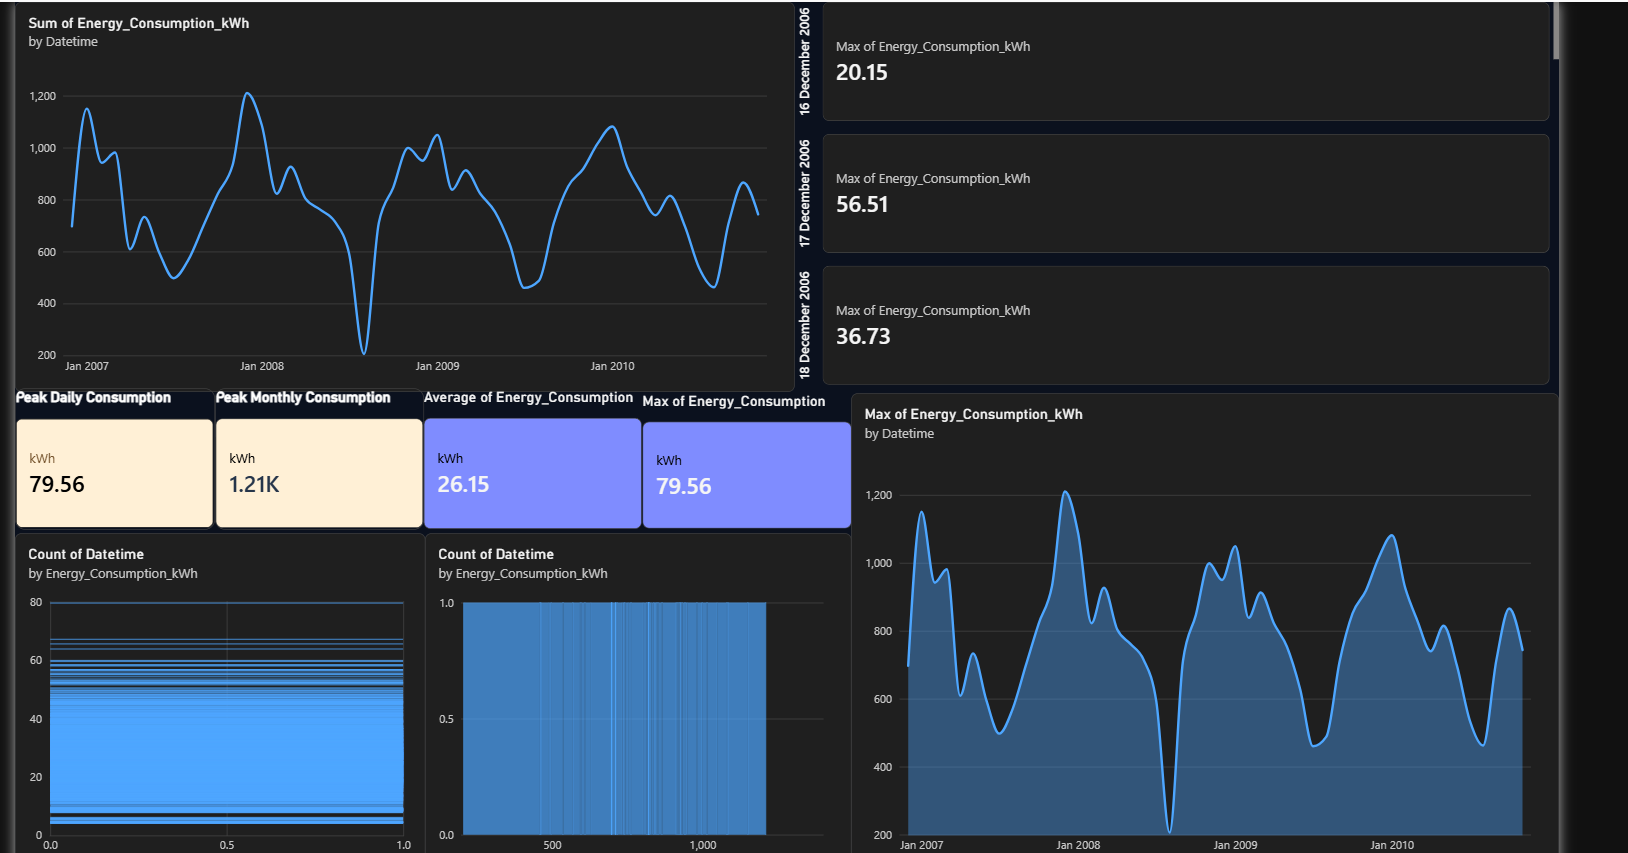 Sum of Energy_Consumption_kWh
by Datetime
1,200
1,000
800
600
400
200
Jan 2007
Jan 2008
Jan 2009
Jan 2010
16 December 2006
Max of Energy_Consumption_kWh
20.15
17 December 2006
Max of Energy_Consumption_kWh
56.51
18 December 2006
Max of Energy_Consumption_kWh
36.73
Peak Daily Consumption
kWh
79.56
Peak Monthly Consumption
kWh
1.21K
Average of Energy_Consumption
kWh
26.15
Max of Energy_Consumption
kWh
79.56
Max of Energy_Consumption_kWh
by Datetime
1,200
1,000
800
600
400
200
Jan 2007
Jan 2008
Jan 2009
Jan 2010
Count of Datetime
by Energy_Consumption_kWh
80
60
40
20
0
0.0
0.5
1.0
Count of Datetime
by Energy_Consumption_kWh
1.0
0.5
0.0
500
1,000